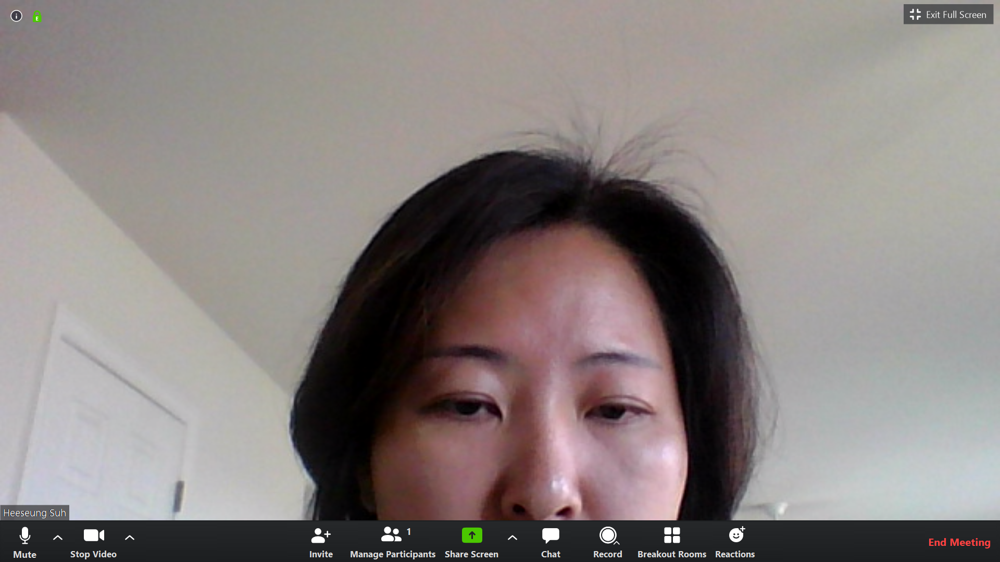 Exit Full Screen
Heeseung Suh
Mute
Stop Video
Invite
Manage Participants 1
Share Screen
Chat
Record
Breakout Rooms
Reactions
End Meeting